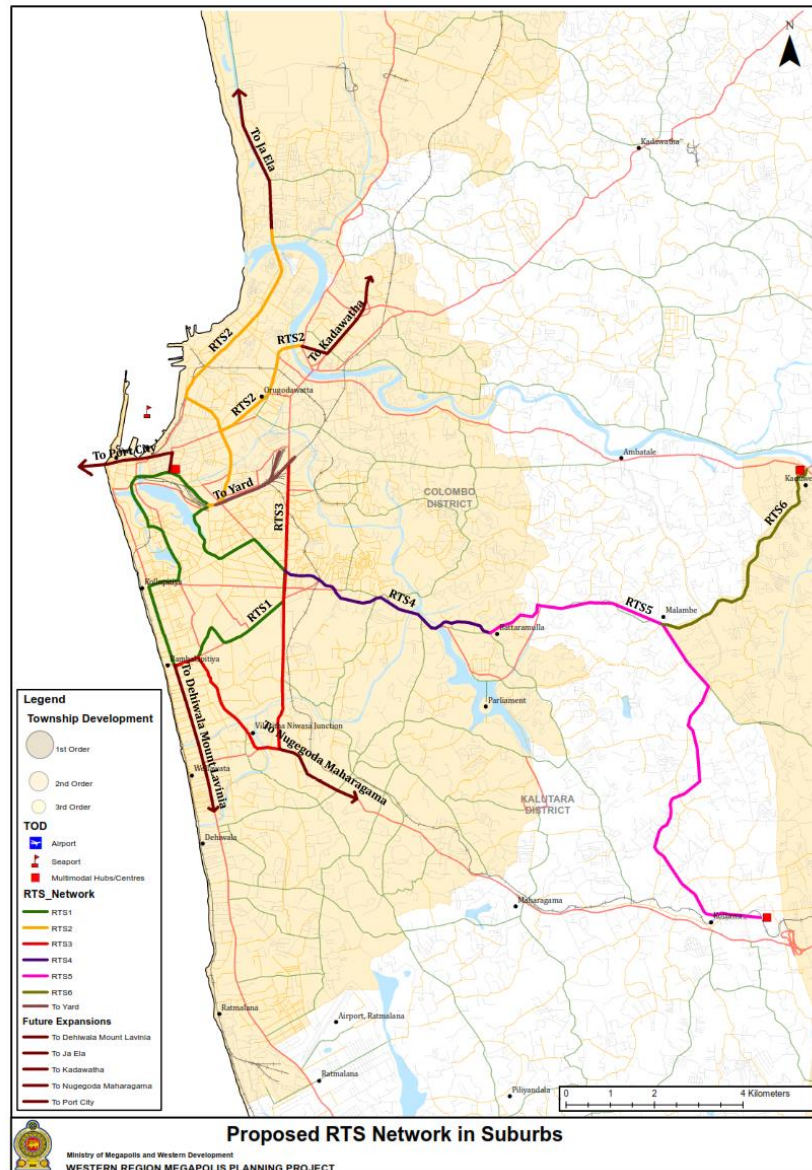 N
Kadawatha
To Ja Ela
RTS2
RTS2
To Kadawatha
RTS2
Orugodawatta
To Port City
Ambatale
To Yard
COLOMBO
DISTRICT
RTS3
RTS6
RTS4
RTS5
Malambe
RTS1
Battaramulla
To Dehiwala Mount Lavinia
Parliament
To Nugegoda Maharagama
KALUTARA
DISTRICT
Dehiwala
Maharagama
Ratmalana
Airport, Ratmalana
Ratmalana
Piliyandala
Legend
Township Development
1st Order
2nd Order
3rd Order
TOD
Airport
Seaport
Multimodal Hubs/Centres
RTS_Network
RTS1
RTS2
RTS3
RTS4
RTS5
RTS6
To Yard
Future Expansions
To Dehiwala Mount Lavinia
To Ja Ela
To Kadawatha
To Nugegoda Maharagama
To Port City
0 1 2 4 Kilometers
Proposed RTS Network in Suburbs
Ministry of Megapolis and Western Development
WESTERN REGION MEGAPOLIS PLANNING PROJECT